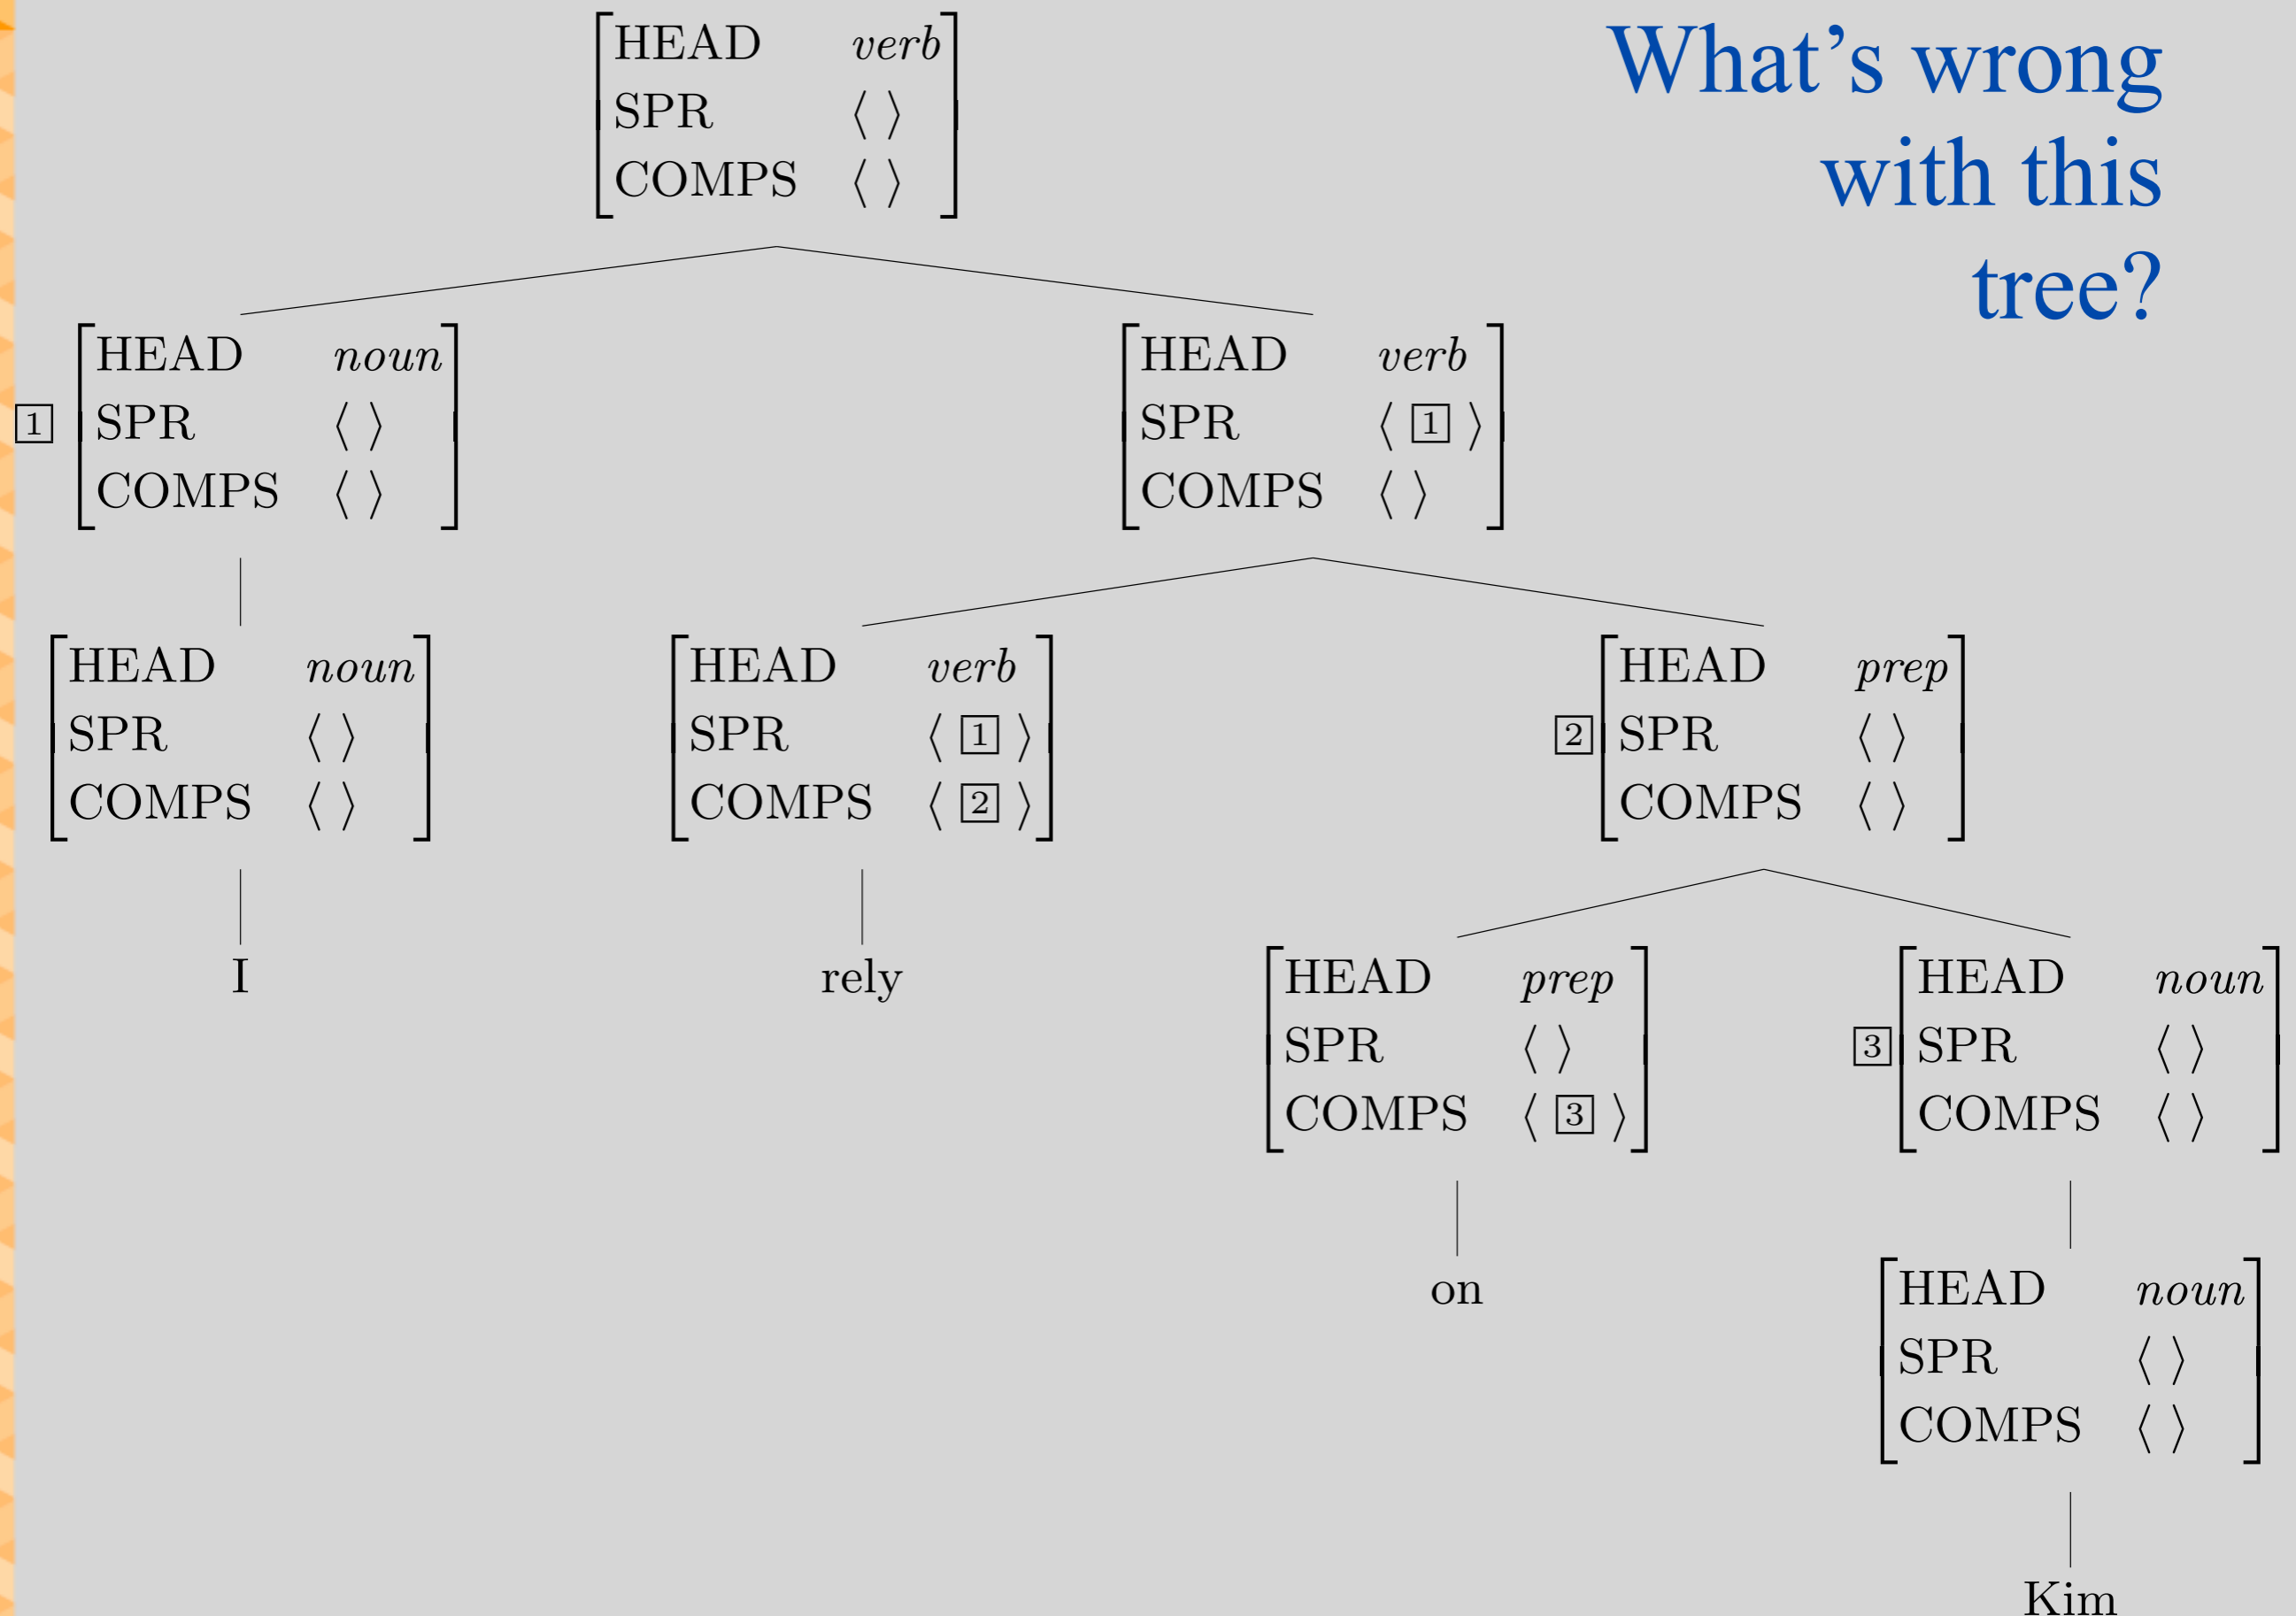 What's wrong
with this
tree?
HEAD verb
SPR ⟨ ⟩
COMPS ⟨ ⟩
1
HEAD noun
SPR ⟨ ⟩
COMPS ⟨ ⟩
HEAD verb
SPR ⟨ 1 ⟩
COMPS ⟨ ⟩
HEAD noun
SPR ⟨ ⟩
COMPS ⟨ ⟩
HEAD verb
SPR ⟨ 1 ⟩
COMPS ⟨ 2 ⟩
2
HEAD prep
SPR ⟨ ⟩
COMPS ⟨ ⟩
I
rely
HEAD prep
SPR ⟨ ⟩
COMPS ⟨ 3 ⟩
3
HEAD noun
SPR ⟨ ⟩
COMPS ⟨ ⟩
on
HEAD noun
SPR ⟨ ⟩
COMPS ⟨ ⟩
Kim